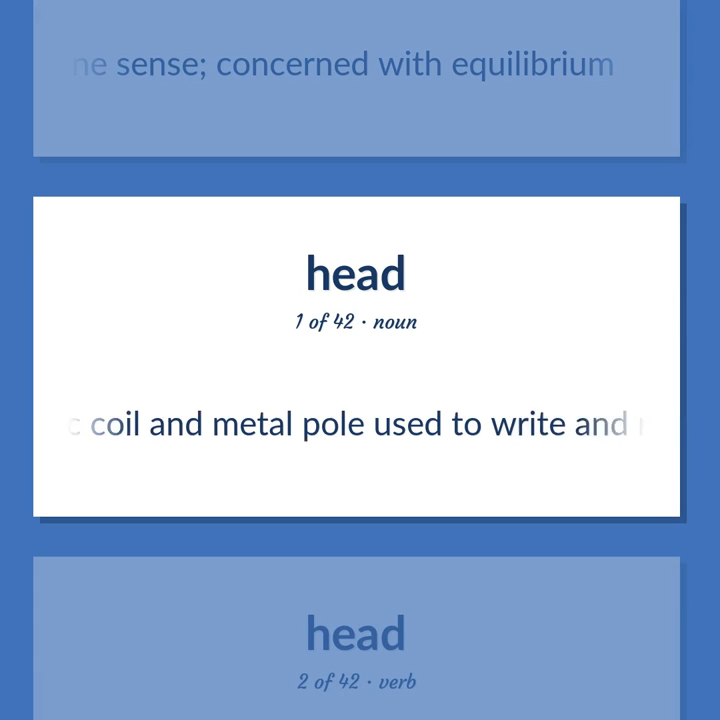 ne sense; concerned with equilibrium
head
1 of 42 · noun
c coil and metal pole used to write and
head
2 of 42 · verb